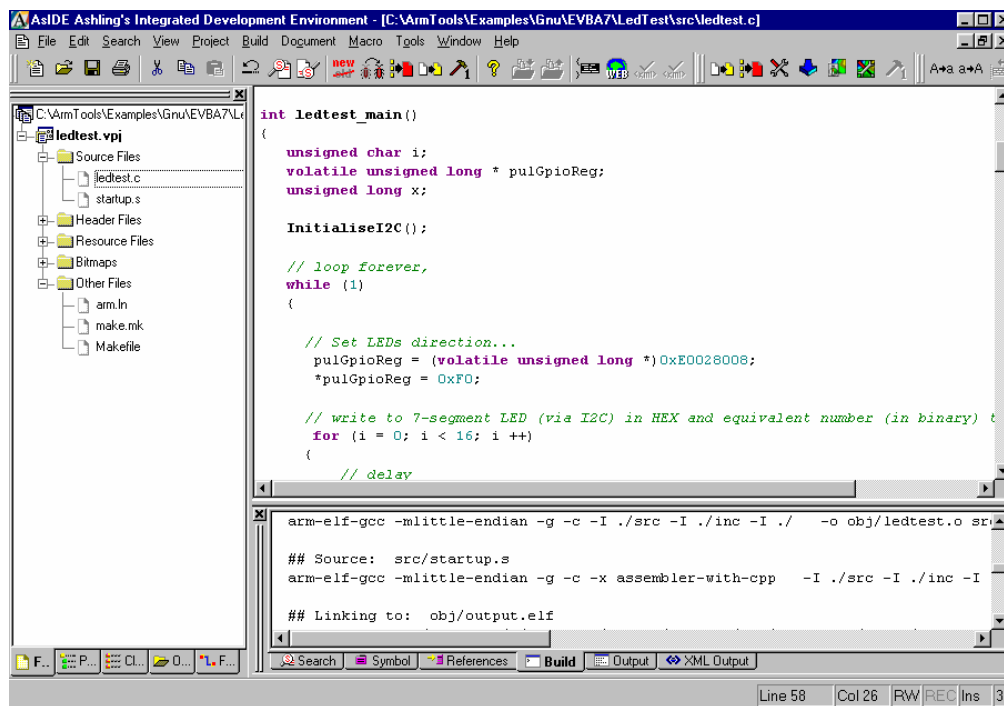 AsIDE Ashling's Integrated Development Environment - [C:\ArmTools\Examples\Gnu\EVBA7\LedTest\src\ledtest.c]
File Edit Search View Project Build Document Macro Tools Window Help
new
WEB
<xml>
<xml>
A→a a→A
C:\ArmTools\Examples\Gnu\EVBA7\Le
ledtest.vpj
Source Files
ledtest.c
startup.s
Header Files
Resource Files
Bitmaps
Other Files
arm.ln
make.mk
Makefile
F..
P...
Cl...
O...
F...
int ledtest_main()
{
unsigned char i;
volatile unsigned long * pulGpioReg;
unsigned long x;
InitialiseI2C();
// loop forever,
while (1)
{
// Set LEDs direction...
pulGpioReg = (volatile unsigned long *)0xE0028008;
*pulGpioReg = 0xF0;
// write to 7-segment LED (via I2C) in HEX and equivalent number (in binary) t
for (i = 0; i < 16; i ++)
{
// delay
arm-elf-gcc -mlittle-endian -g -c -I ./src -I ./inc -I ./ -o obj/ledtest.o sr
## Source: src/startup.s
arm-elf-gcc -mlittle-endian -g -c -x assembler-with-cpp -I ./src -I ./inc -I
## Linking to: obj/output.elf
Search Symbol References Build Output XML Output
Line 58 Col 26 RW REC Ins 3